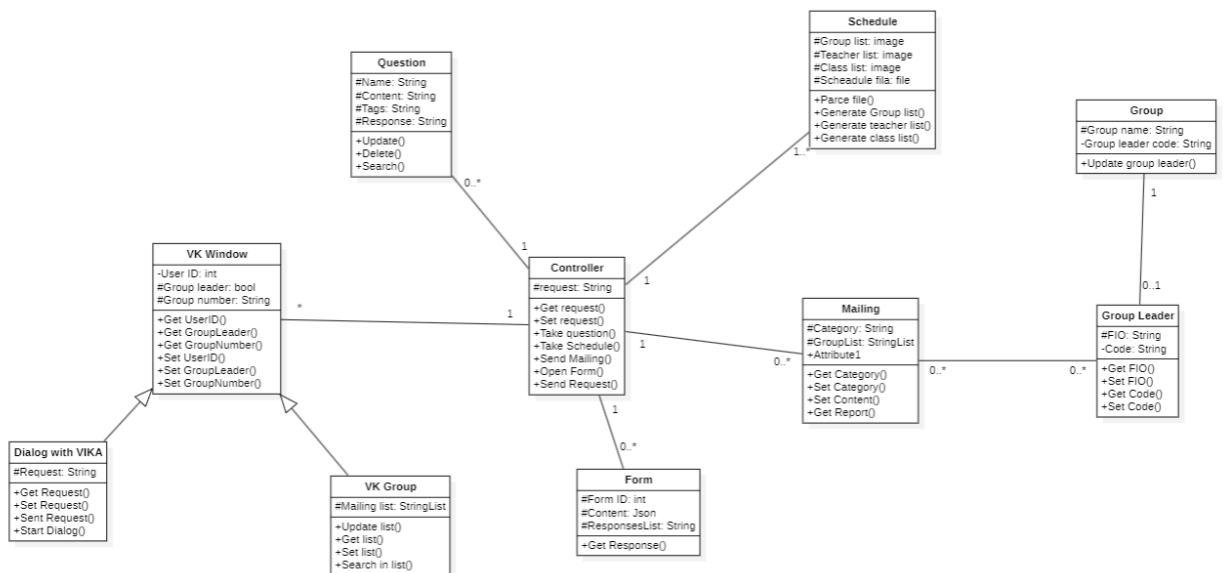 Schedule
#Group list: image
#Teacher list: image
#Class list: image
#Scheadule fila: file
+Parce file()
+Generate Group list()
+Generate teacher list()
+Generate class list()
1..*
Question
#Name: String
#Content: String
#Tags: String
#Response: String
+Update()
+Delete()
+Search()
0..*
1
Group
#Group name: String
-Group leader code: String
+Update group leader()
1
0..1
VK Window
-User ID: int
#Group leader: bool
#Group number: String
+Get UserID()
+Get GroupLeader()
+Get GroupNumber()
+Set UserID()
+Set GroupLeader()
+Set GroupNumber()
*
1
Controller
#request: String
+Get request()
+Set request()
+Take question()
+Take Schedule()
+Send Mailing()
+Open Form()
+Send Request()
1
1
0..*
1
0..*
Mailing
#Category: String
#GroupList: StringList
+Attribute1
+Get Category()
+Set Category()
+Set Content()
+Get Report()
0..*
0..*
Group Leader
#FIO: String
-Code: String
+Get FIO()
+Set FIO()
+Get Code()
+Set Code()
Dialog with VIKA
#Request: String
+Get Request()
+Set Request()
+Sent Request()
+Start Dialog()
VK Group
#Mailing list: StringList
+Update list()
+Get list()
+Set list()
+Search in list()
Form
#Form ID: int
#Content: Json
#ResponsesList: String
+Get Response()